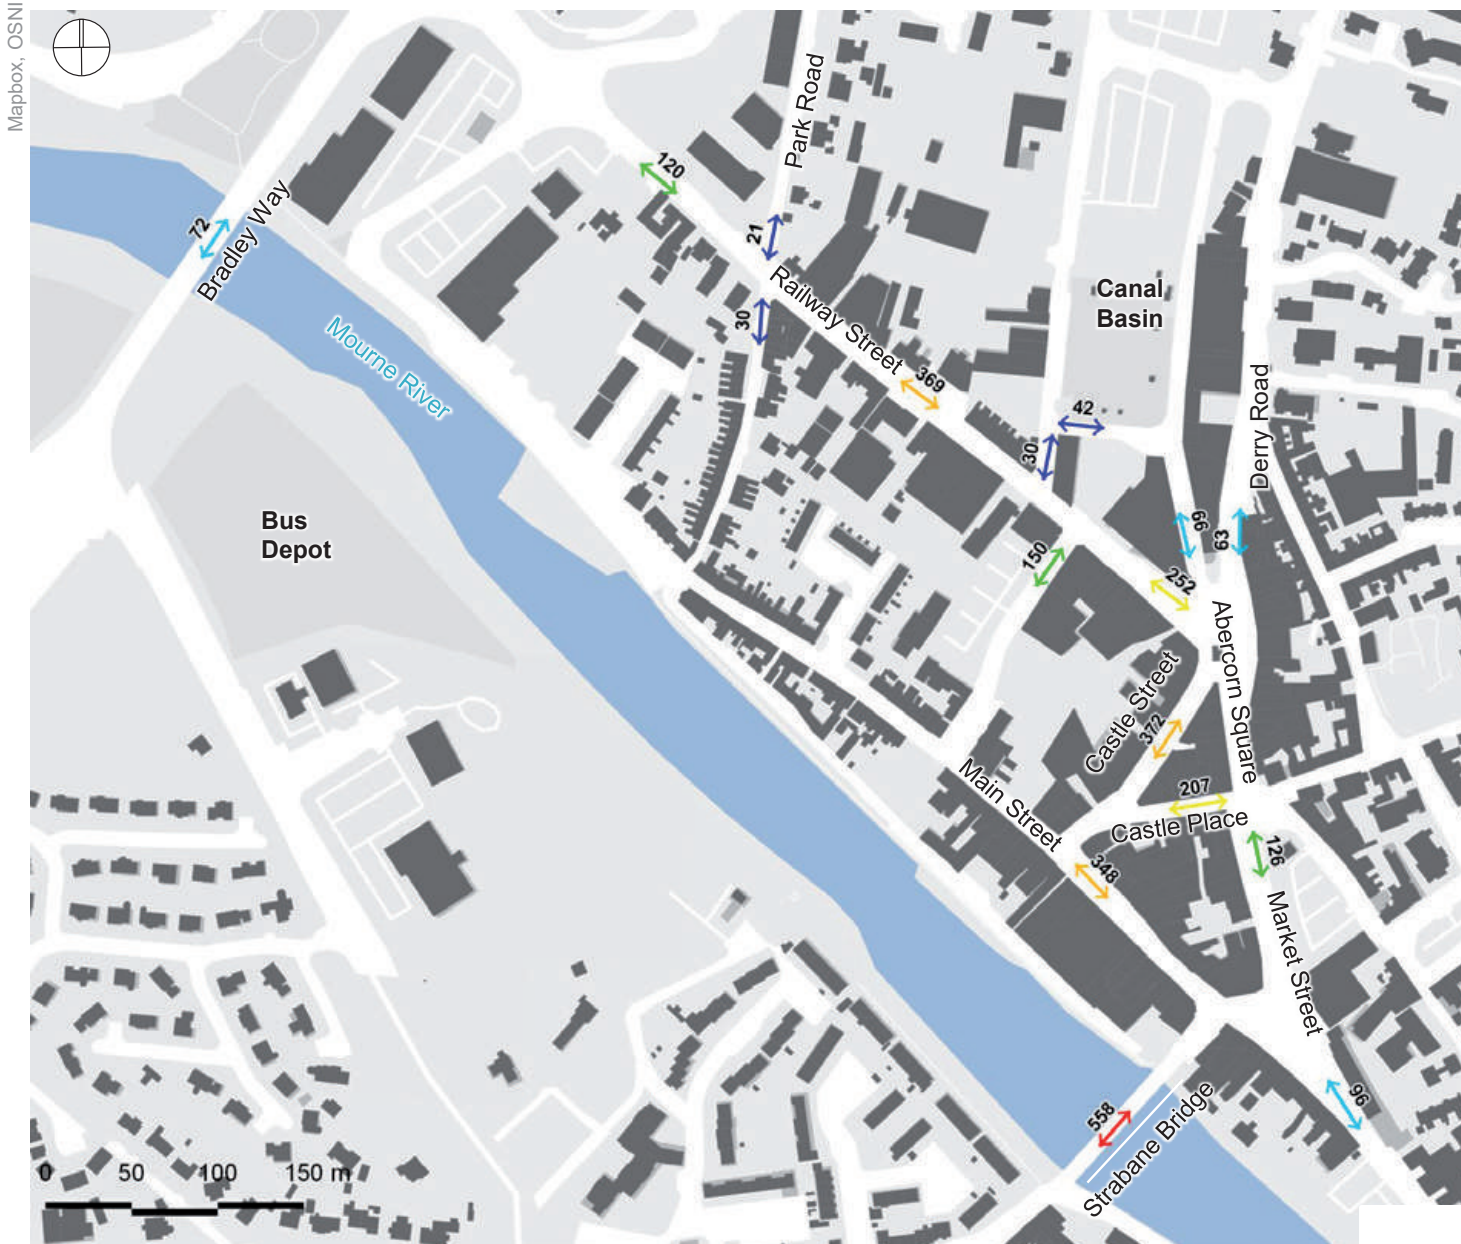 Mapbox, OSNI
Park Road
120
72
Bradley Way
21
Railway Street
Canal
Basin
30
Mourne River
369
42
Derry Road
30
Bus
Depot
66
63
150
252
Abercorn Square
Castle Street
372
Main Street
207
Castle Place
348
126
Market Street
96
558
Strabane Bridge
0 50 100 150 m